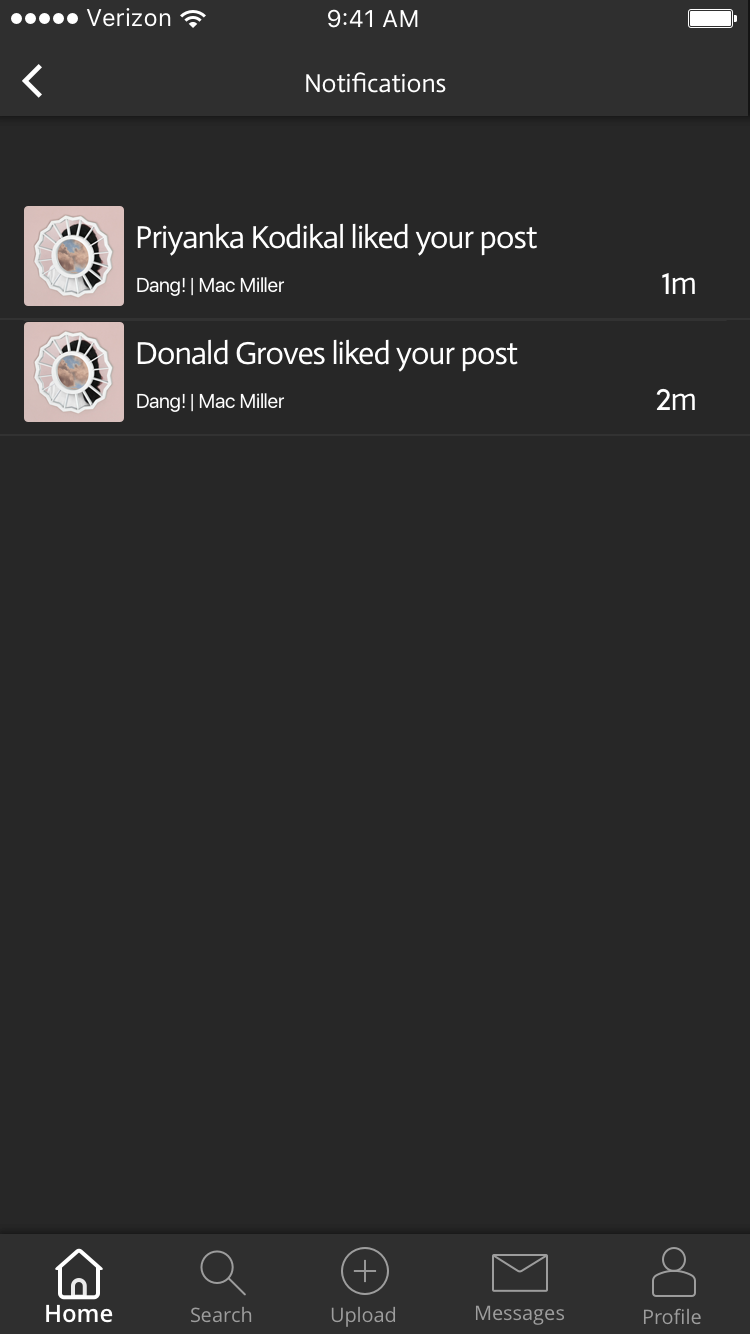 Verizon 9:41 AM
Notifications
Priyanka Kodikal liked your post
Dang! | Mac Miller 1m
Donald Groves liked your post
Dang! | Mac Miller 2m
Home Search Upload Messages Profile